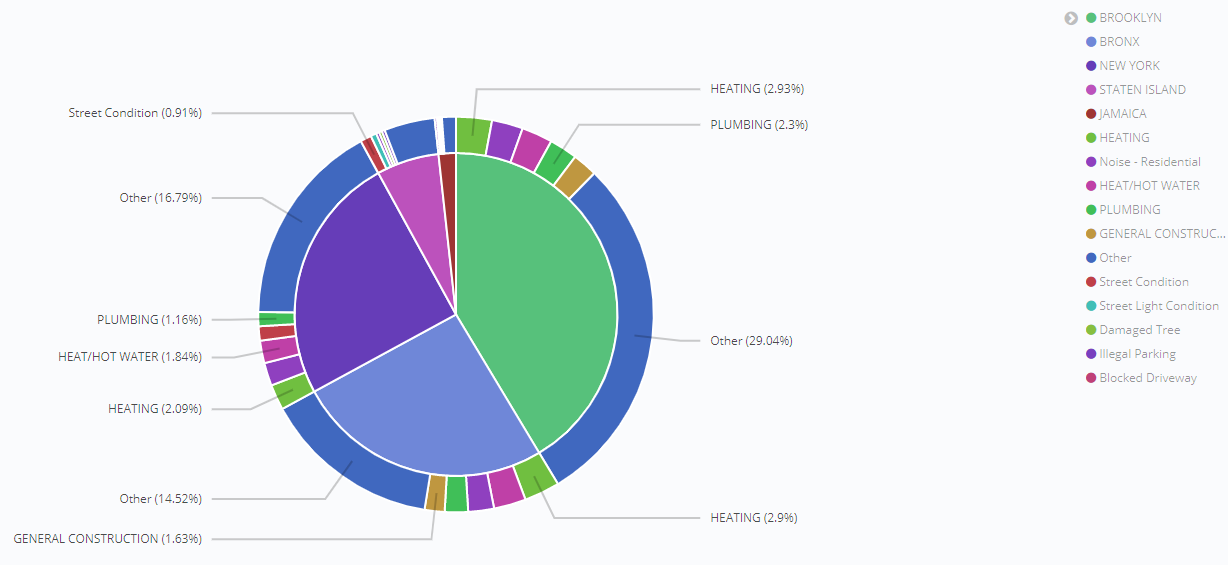 Street Condition (0.91%)
Other (16.79%)
PLUMBING (1.16%)
HEAT/HOT WATER (1.84%)
HEATING (2.09%)
Other (14.52%)
GENERAL CONSTRUCTION (1.63%)
HEATING (2.93%)
PLUMBING (2.3%)
Other (29.04%)
HEATING (2.9%)
BROOKLYN
BRONX
NEW YORK
STATEN ISLAND
JAMAICA
HEATING
Noise - Residential
HEAT/HOT WATER
PLUMBING
GENERAL CONSTRUC...
Other
Street Condition
Street Light Condition
Damaged Tree
Illegal Parking
Blocked Driveway